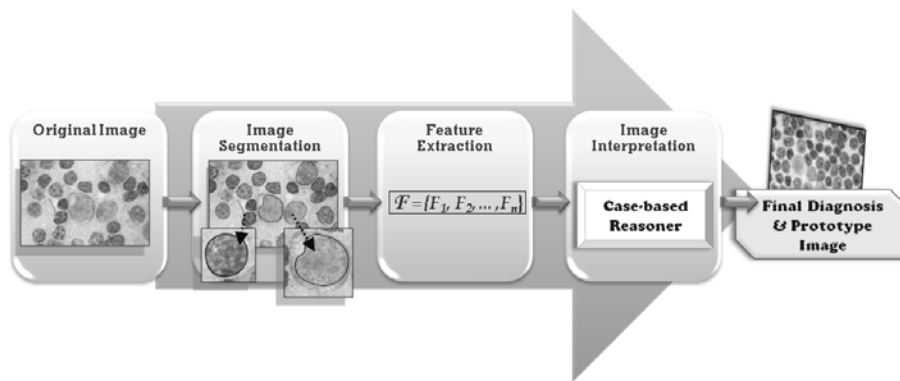 Original Image
Image
Segmentation
Feature
Extraction
F = {F1, F2, ... , Fn}
Image
Interpretation
Case-based
Reasoner
Final Diagnosis
& Prototype
Image